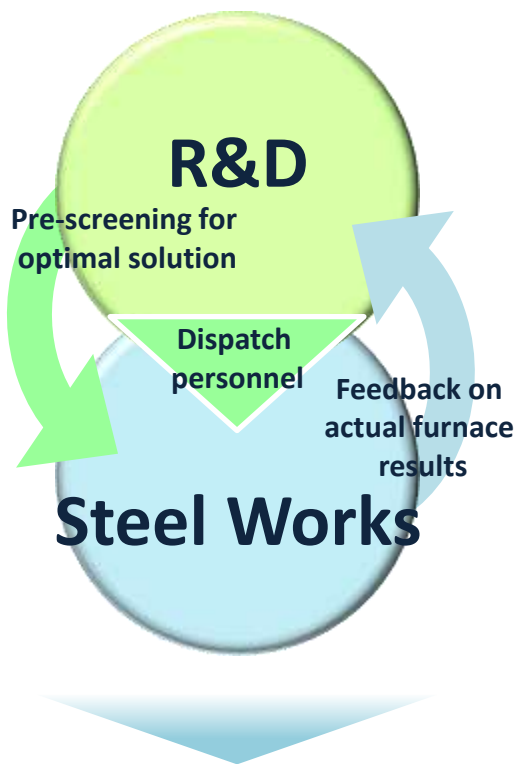 R&D
Pre-screening for
optimal solution
Dispatch
personnel
Feedback on
actual furnace
results
Steel Works